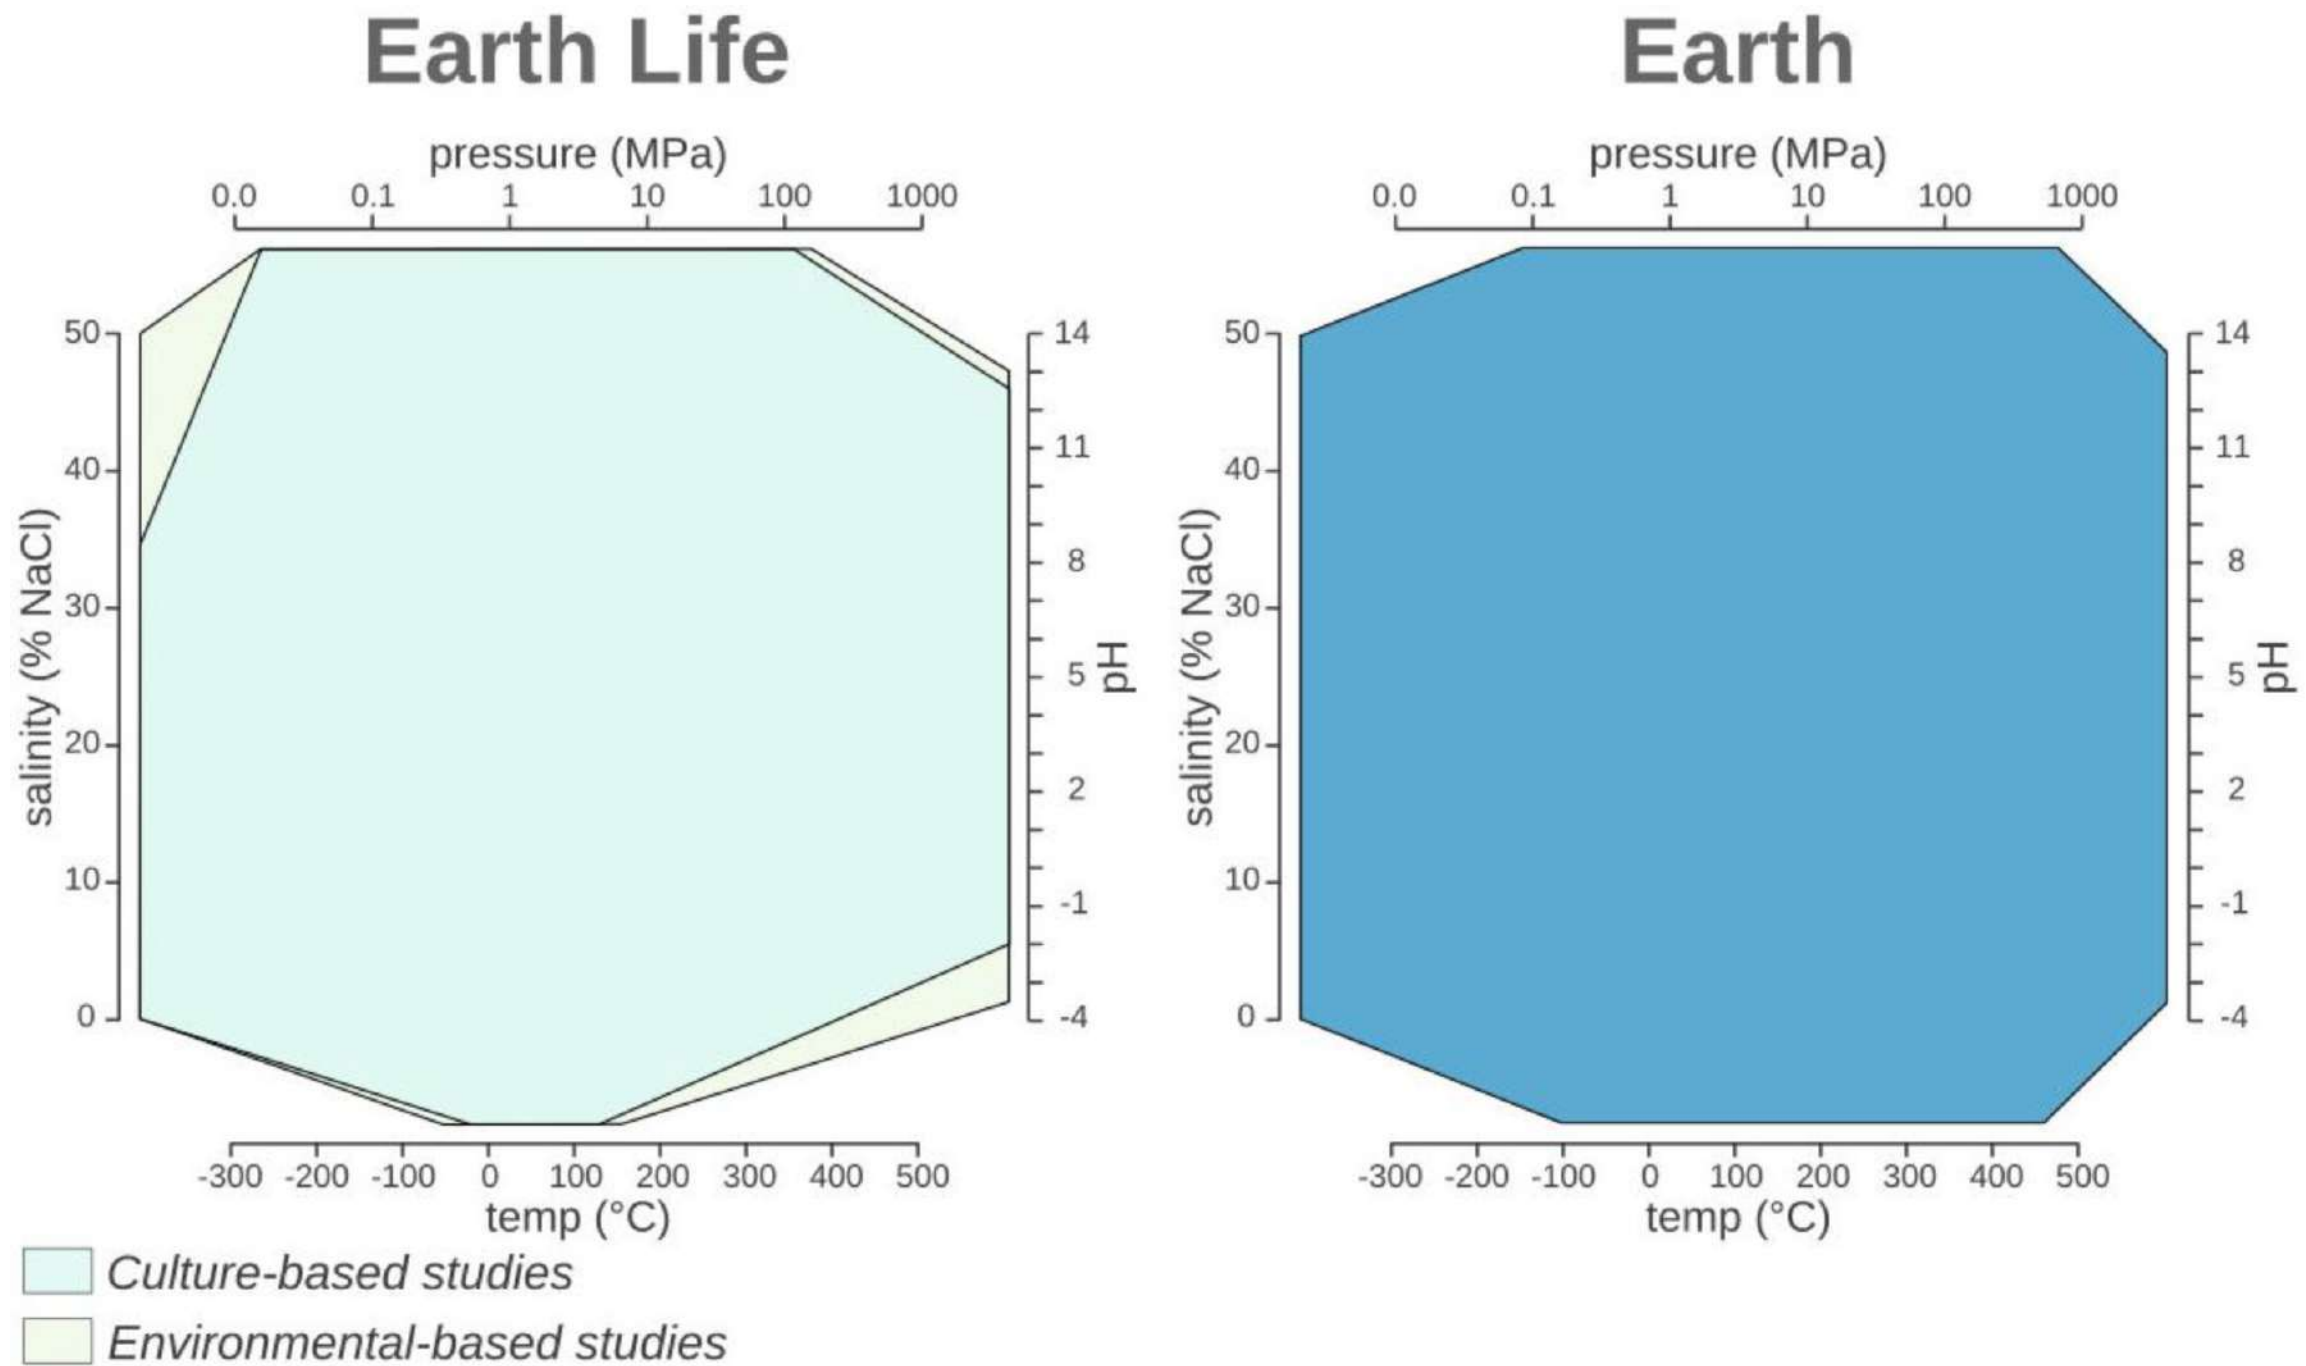 Earth Life
pressure (MPa)
0.0 0.1 1 10 100 1000
salinity (% NaCl)
50
40
30
20
10
0
14
11
8
5
2
-1
-4
pH
-300 -200 -100 0 100 200 300 400 500
temp (°C)
Earth
pressure (MPa)
0.0 0.1 1 10 100 1000
salinity (% NaCl)
50
40
30
20
10
0
14
11
8
5
2
-1
-4
pH
-300 -200 -100 0 100 200 300 400 500
temp (°C)
Culture-based studies
Environmental-based studies